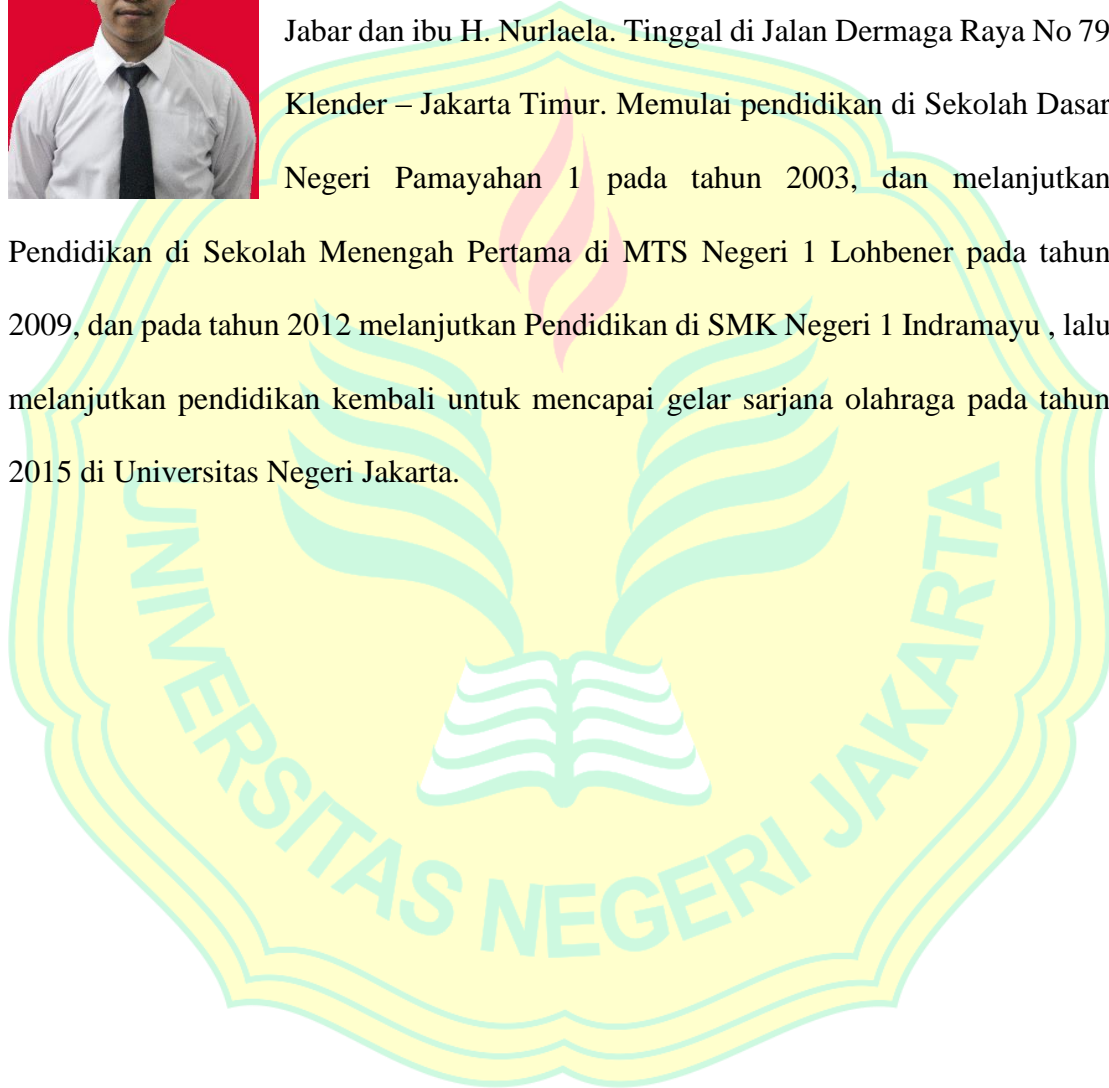 Jabar dan ibu H. Nurlaela. Tinggal di Jalan Dermaga Raya No 79
Klender – Jakarta Timur. Memulai pendidikan di Sekolah Dasar
Negeri Pamayahan 1 pada tahun 2003, dan melanjutkan
Pendidikan di Sekolah Menengah Pertama di MTS Negeri 1 Lohbener pada tahun
2009, dan pada tahun 2012 melanjutkan Pendidikan di SMK Negeri 1 Indramayu , lalu
melanjutkan pendidikan kembali untuk mencapai gelar sarjana olahraga pada tahun
2015 di Universitas Negeri Jakarta.
UNIVERSITAS NEGERI JAKARTA